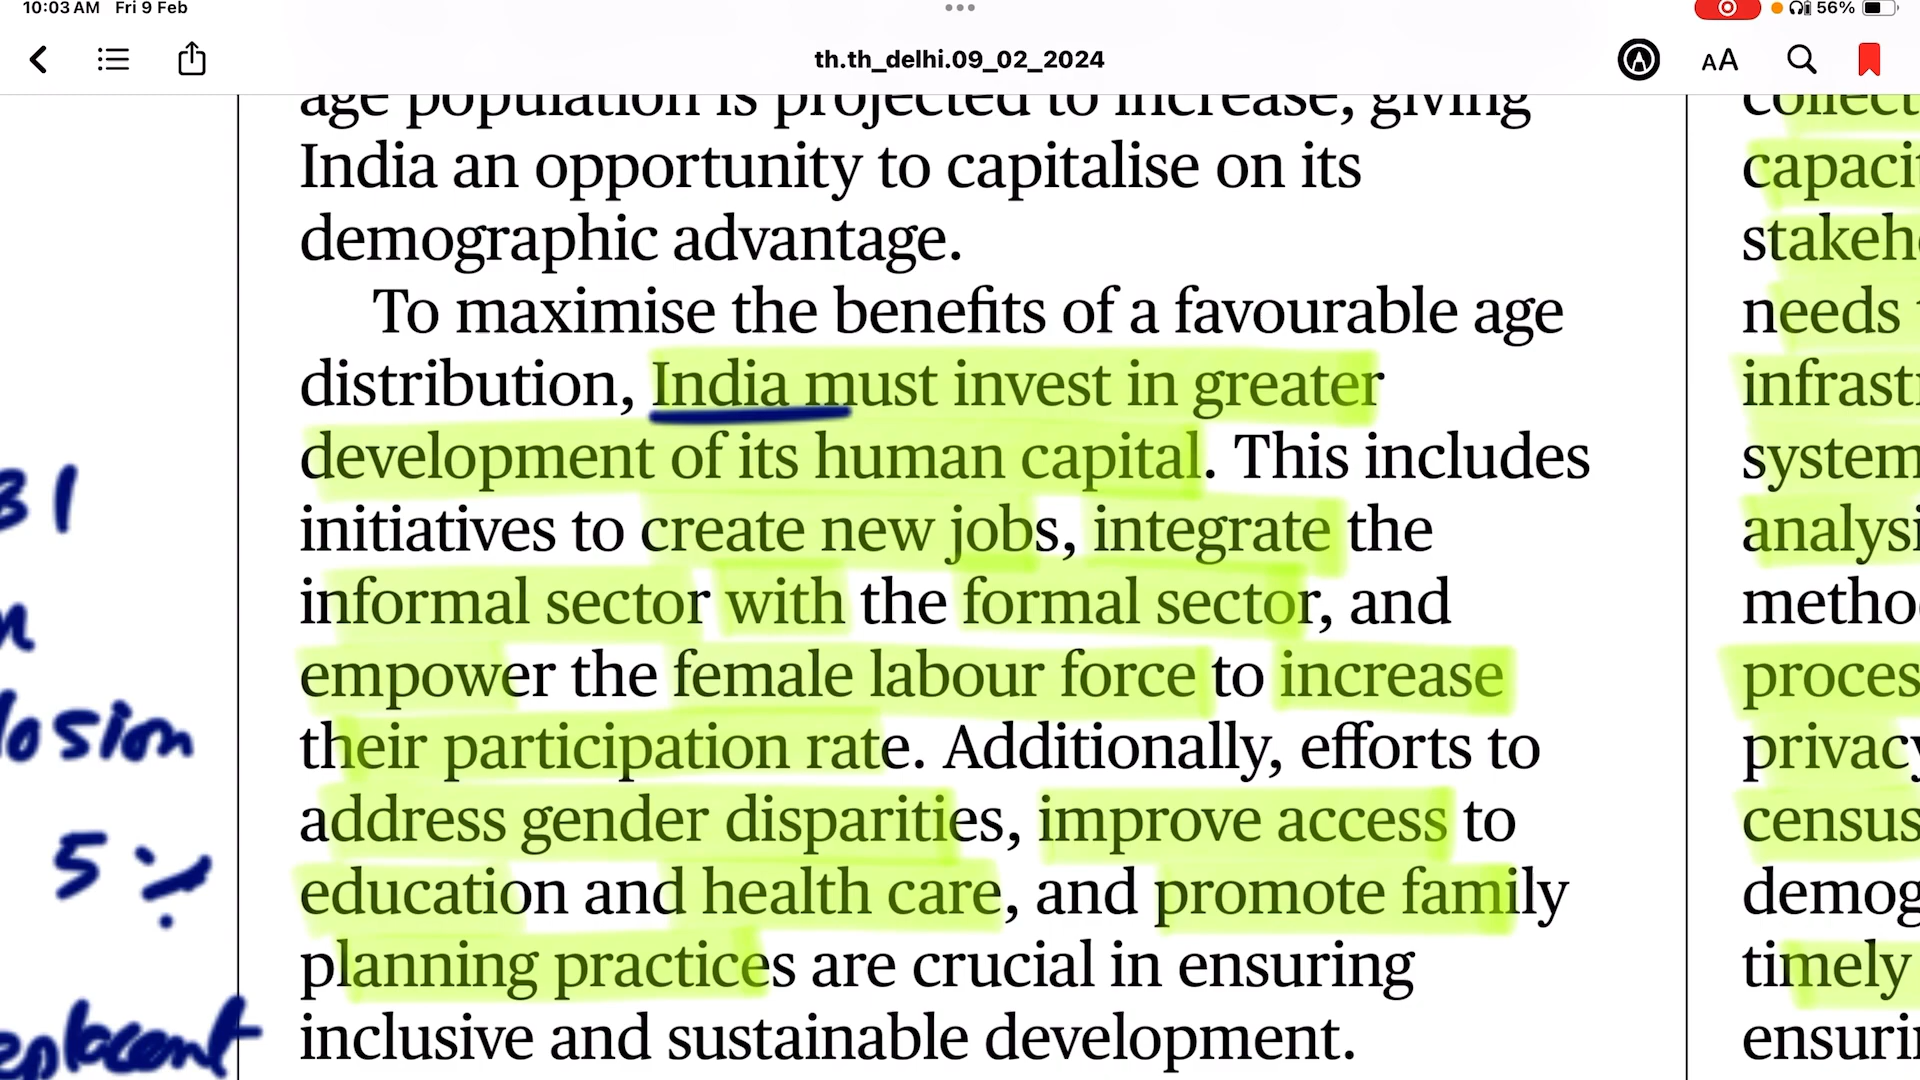 10:03 AM Fri 9 Feb
56%
th.th_delhi.09_02_2024
AA
age population is projected to increase, giving
India an opportunity to capitalise on its
demographic advantage.
To maximise the benefits of a favourable age
distribution, India must invest in greater
development of its human capital. This includes
initiatives to create new jobs, integrate the
informal sector with the formal sector, and
empower the female labour force to increase
their participation rate. Additionally, efforts to
address gender disparities, improve access to
education and health care, and promote family
planning practices are crucial in ensuring
inclusive and sustainable development.
31
losion
5 %
collect
capaci
stakeh
needs
infrast
system
analysi
metho
proces
privacy
census
demog
timely
ensuri